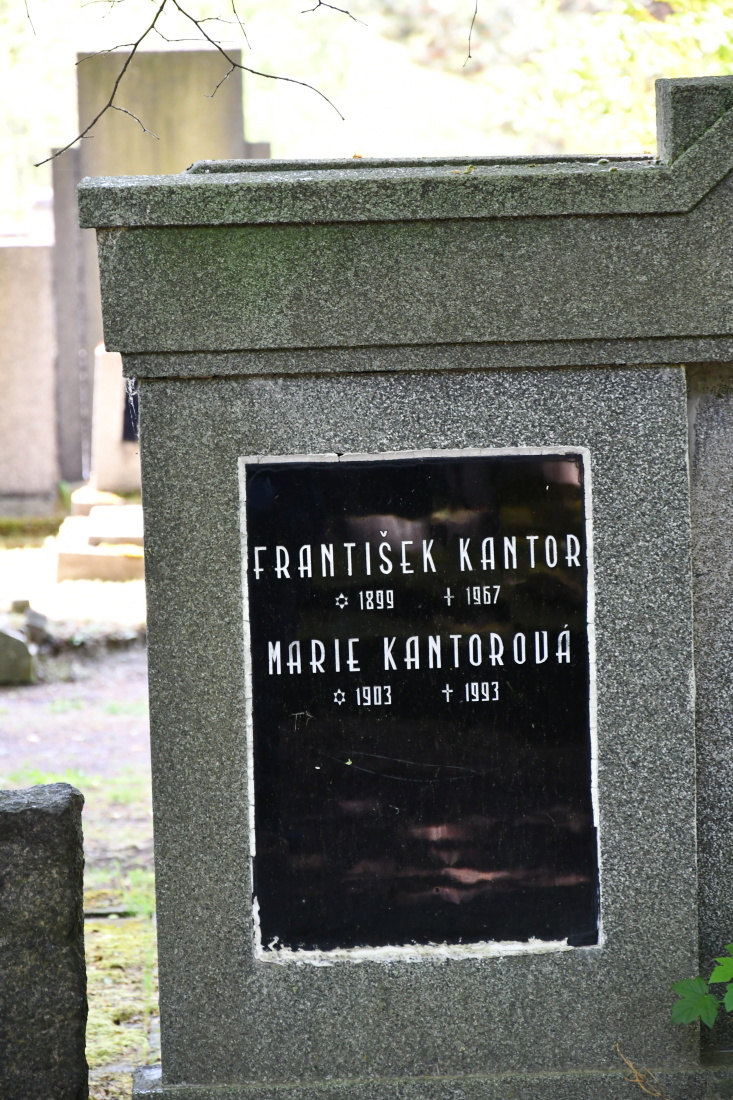 FRANTIŠEK KANTOR
✡ 1899 ✝ 1967
MARIE KANTOROVÁ
✡ 1903 ✝ 1993